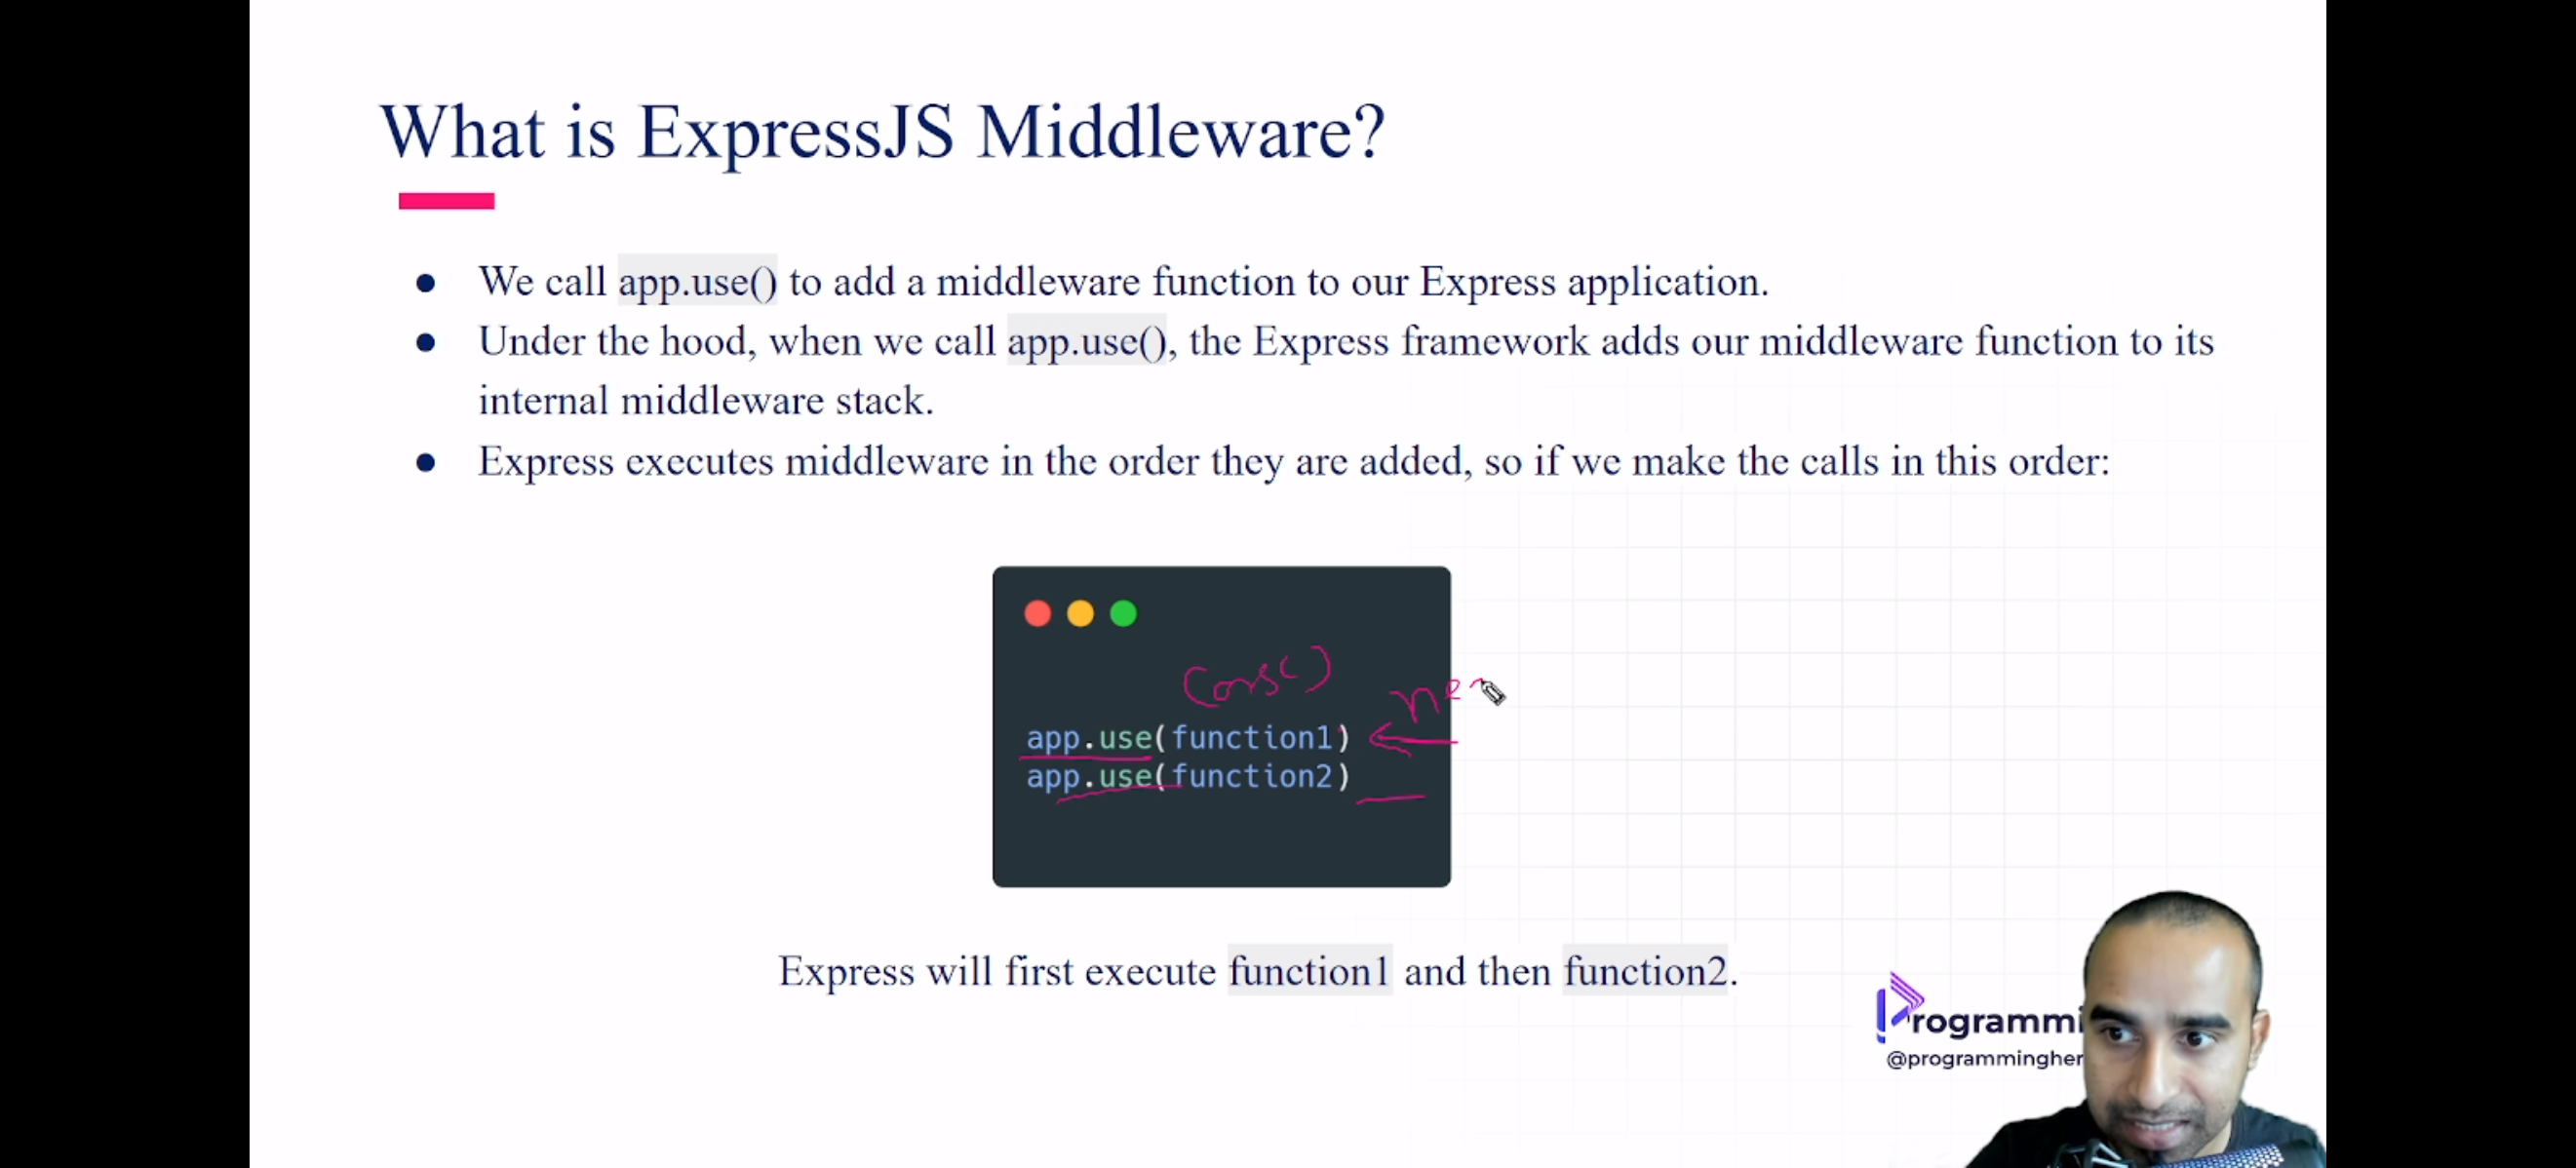 What is ExpressJS Middleware?
● We call app.use() to add a middleware function to our Express application.
● Under the hood, when we call app.use(), the Express framework adds our middleware function to its
internal middleware stack.
● Express executes middleware in the order they are added, so if we make the calls in this order:
Cors()
ne
app.use(function1)
app.use(function2)
Express will first execute function1 and then function2.
Programmi
@programmingher